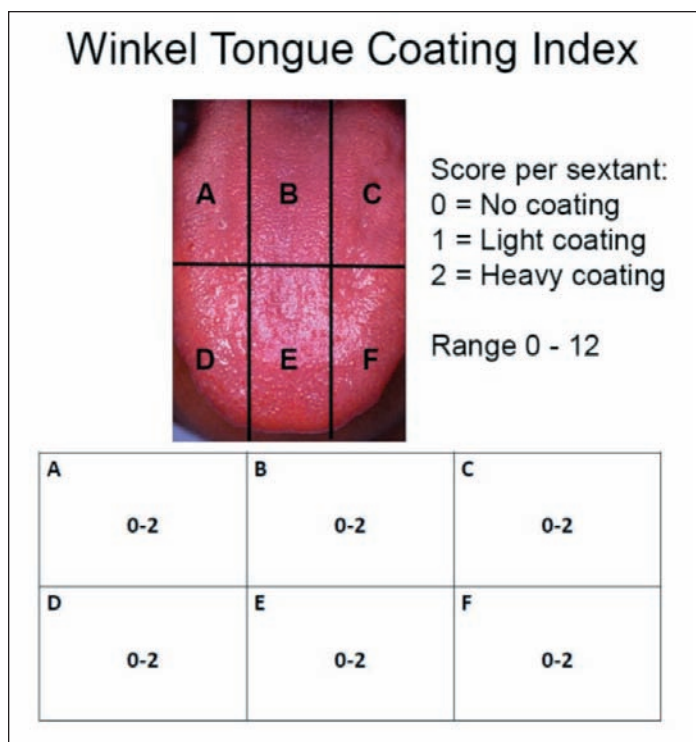 Winkel Tongue Coating Index
A B C
D E F
Score per sextant:
0 = No coating
1 = Light coating
2 = Heavy coating
Range 0 - 12
A B C
0-2 0-2 0-2
D E F
0-2 0-2 0-2